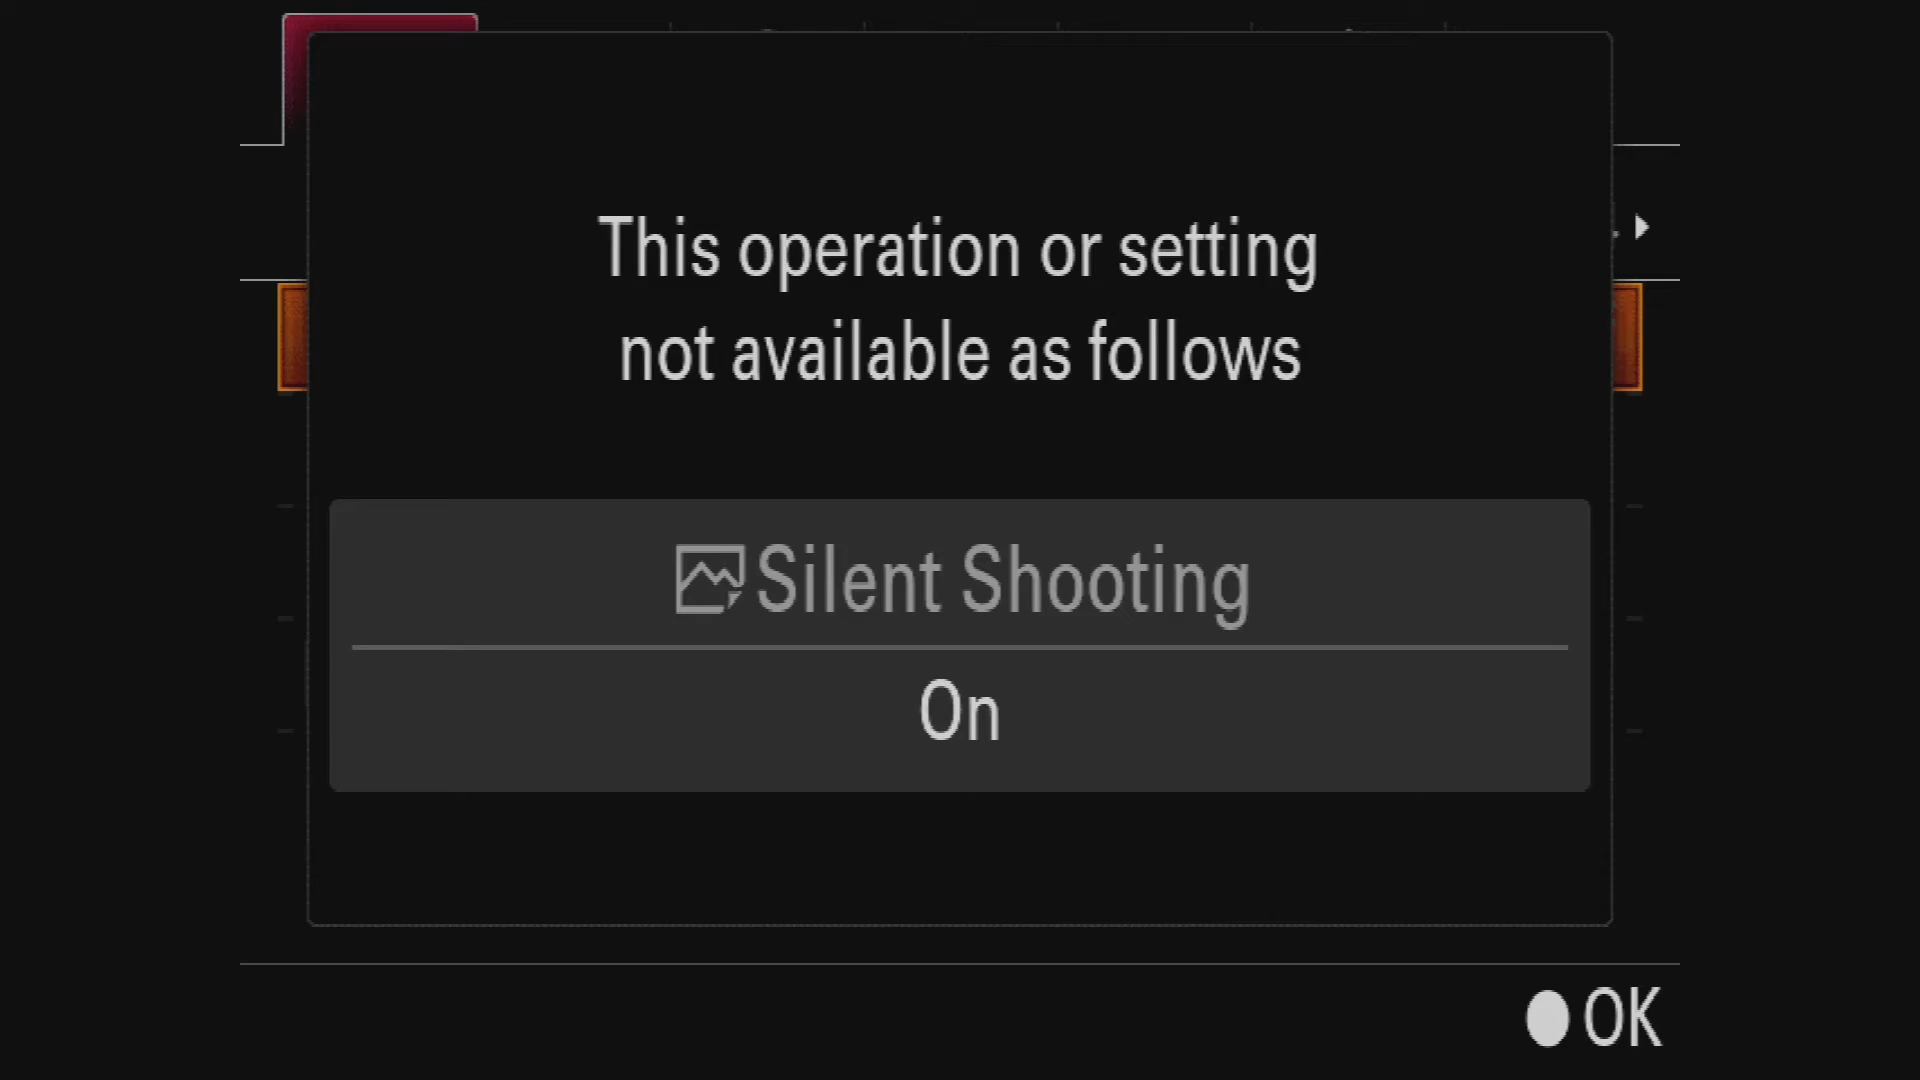 This operation or setting
not available as follows
Silent Shooting
On
OK